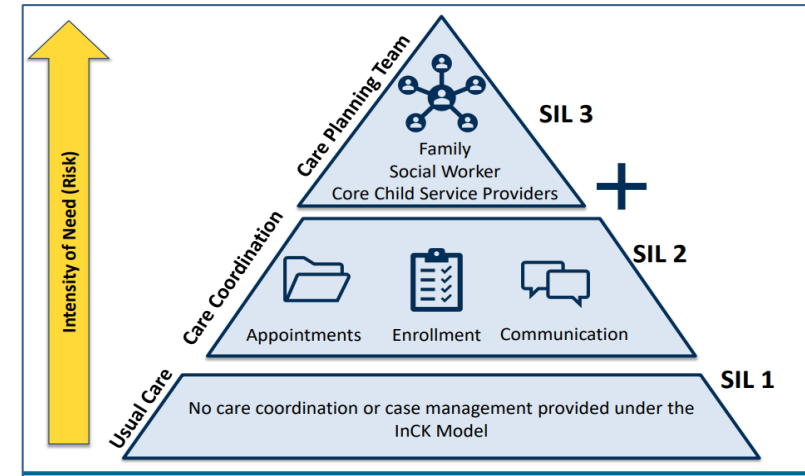 Intensity of Need (Risk)
Care Planning Team
SIL 3
Family
Social Worker
Core Child Service Providers
+
Care Coordination
SIL 2
Appointments
Enrollment
Communication
Usual Care
SIL 1
No care coordination or case management provided under the
InCK Model